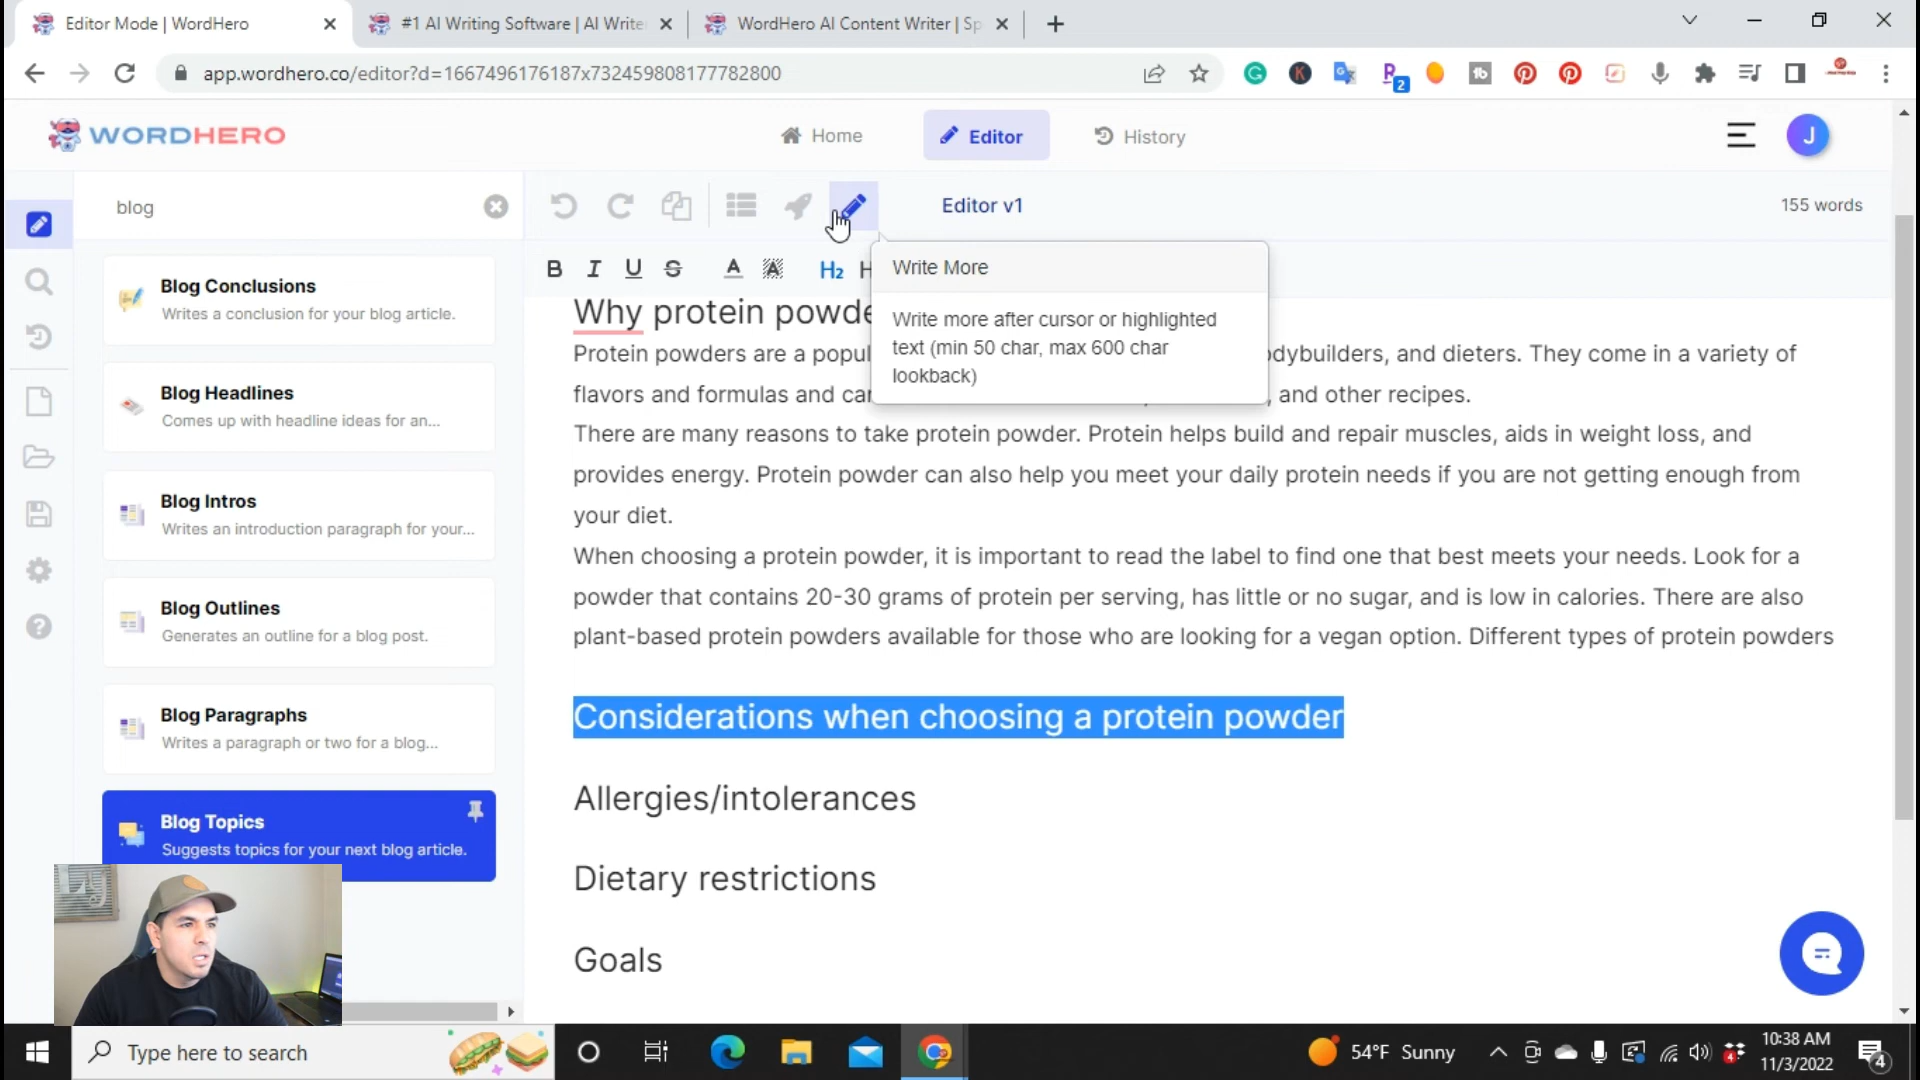 Editor Mode | WordHero
#1 AI Writing Software | AI Write
WordHero AI Content Writer | Sp
app.wordhero.co/editor?d=1667496176187x732459808177782800
2
WORDHERO
Home
Editor
History
J
blog
Editor v1
155 words
B I U S A A H2 H
Write More
Write more after cursor or highlighted
text (min 50 char, max 600 char
lookback)
Blog Conclusions
Writes a conclusion for your blog article.
Blog Headlines
Comes up with headline ideas for an...
Blog Intros
Writes an introduction paragraph for your...
Blog Outlines
Generates an outline for a blog post.
Blog Paragraphs
Writes a paragraph or two for a blog...
Blog Topics
Suggests topics for your next blog article.
Why protein powde
Protein powders are a popul dybuilders, and dieters. They come in a variety of
flavors and formulas and ca , and other recipes.
There are many reasons to take protein powder. Protein helps build and repair muscles, aids in weight loss, and
provides energy. Protein powder can also help you meet your daily protein needs if you are not getting enough from
your diet.
When choosing a protein powder, it is important to read the label to find one that best meets your needs. Look for a
powder that contains 20-30 grams of protein per serving, has little or no sugar, and is low in calories. There are also
plant-based protein powders available for those who are looking for a vegan option. Different types of protein powders
Considerations when choosing a protein powder
Allergies/intolerances
Dietary restrictions
Goals
Type here to search
54°F Sunny
4
10:38 AM
11/3/2022
4